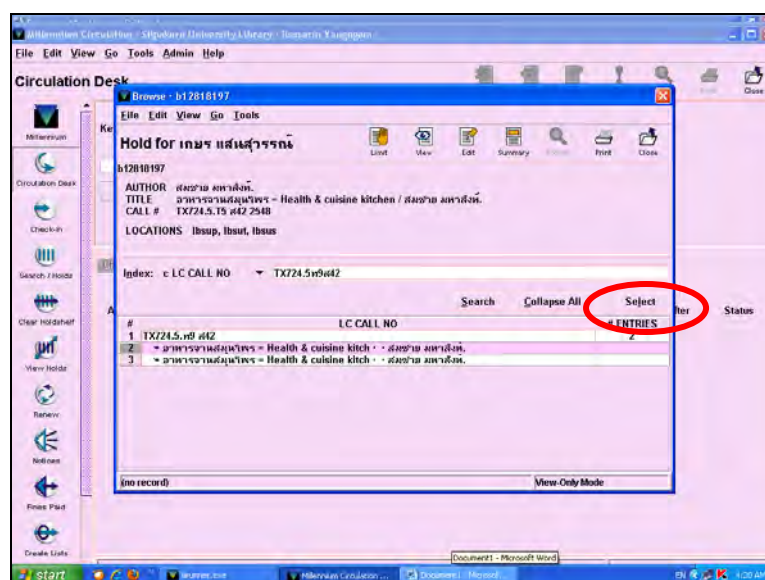 Millennium Circulation - Silpakorn University Library -
File Edit View Go Tools Admin Help
Circulation Desk
Close
Millennium
Circulation Desk
Check-In
Search / Holds
Clear Holdshelf
View Holds
Renew
Notices
Fines Paid
Create Lists
Ke
A
fter Status
Browse - b12818197
File Edit View Go Tools
Hold for เกษร แสนสุวรรณ์
Limit View Edit Summary Print Close
b12818197
AUTHOR สมชาย มหาสิงห์.
TITLE อาหารจานสมุนไพร = Health & cuisine kitchen / สมชาย มหาสิงห์.
CALL # TX724.5.T5 ส42 2548
LOCATIONS lbsup, lbsut, lbsus
Index: c LC CALL NO TX724.5ท9ส42
Search Collapse All Select
# LC CALL NO # ENTRIES
1 TX724.5.ท9 ส42 2
2 อาหารจานสมุนไพร = Health & cuisine kitch · · สมชาย มหาสิงห์.
3 อาหารจานสมุนไพร = Health & cuisine kitch · · สมชาย มหาสิงห์.
(no record) View-Only Mode
Document1 - Microsoft Word
start Millennium Circulation ... Document1 - Microsof... EN 4:20 AM